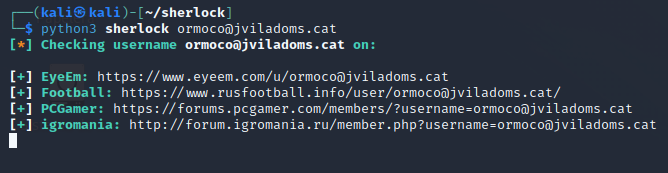 ┌──(kali㉿kali)-[~/sherlock]
└─$ python3 sherlock ormoco@jviladoms.cat
[*] Checking username ormoco@jviladoms.cat on:
[+] EyeEm: https://www.eyeem.com/u/ormoco@jviladoms.cat
[+] Football: https://www.rusfootball.info/user/ormoco@jviladoms.cat/
[+] PCGamer: https://forums.pcgamer.com/members/?username=ormoco@jviladoms.cat
[+] igromania: http://forum.igromania.ru/member.php?username=ormoco@jviladoms.cat